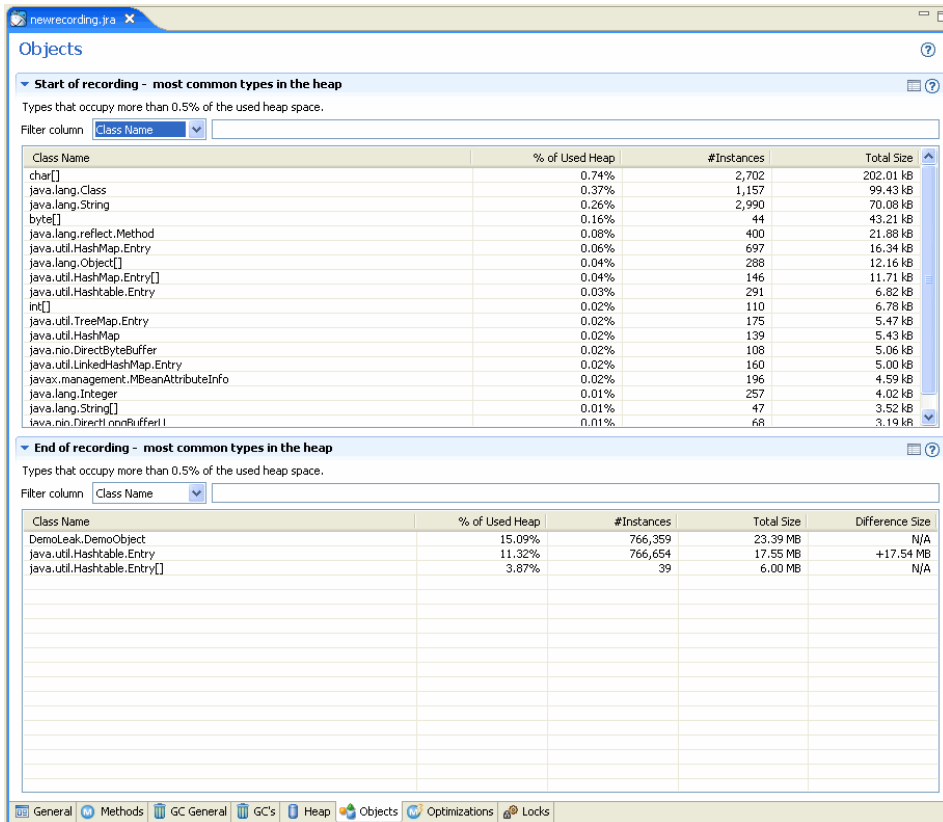 newrecording.jra
Objects
Start of recording - most common types in the heap
Types that occupy more than 0.5% of the used heap space.
Filter column Class Name
Class Name % of Used Heap #Instances Total Size
char[] 0.74% 2,702 202.01 kB
java.lang.Class 0.37% 1,157 99.43 kB
java.lang.String 0.26% 2,990 70.08 kB
byte[] 0.16% 44 43.21 kB
java.lang.reflect.Method 0.08% 400 21.88 kB
java.util.HashMap.Entry 0.06% 697 16.34 kB
java.lang.Object[] 0.04% 288 12.16 kB
java.util.HashMap.Entry[] 0.04% 146 11.71 kB
java.util.Hashtable.Entry 0.03% 291 6.82 kB
int[] 0.02% 110 6.78 kB
java.util.TreeMap.Entry 0.02% 175 5.47 kB
java.util.HashMap 0.02% 139 5.43 kB
java.nio.DirectByteBuffer 0.02% 108 5.06 kB
java.util.LinkedHashMap.Entry 0.02% 160 5.00 kB
javax.management.MBeanAttributeInfo 0.02% 196 4.59 kB
java.lang.Integer 0.01% 257 4.02 kB
java.lang.String[] 0.01% 47 3.52 kB
java.nio.DirectLongBufferU 0.01% 68 3.19 kB
End of recording - most common types in the heap
Types that occupy more than 0.5% of the used heap space.
Filter column Class Name
Class Name % of Used Heap #Instances Total Size Difference Size
DemoLeak.DemoObject 15.09% 766,359 23.39 MB N/A
java.util.Hashtable.Entry 11.32% 766,654 17.55 MB +17.54 MB
java.util.Hashtable.Entry[] 3.87% 39 6.00 MB N/A
General Methods GC General GC's Heap Objects Optimizations Locks